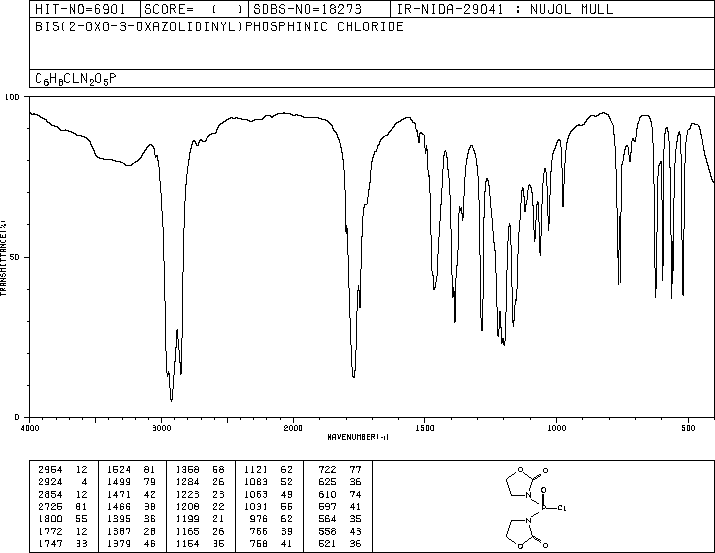 HIT-NO=6901 SCORE= ( ) SDBS-NO=18273 IR-NIDA-29041 : NUJOL MULL
BIS(2-OXO-3-OXAZOLIDINYL)PHOSPHINIC CHLORIDE
C6H8CLN2O5P
100
50
0
TRANSMITTANCE(%)
4000 3000 2000 1500 1000 500
WAVENUMBER(-1)
2954 12 1524 81 1368 68 1121 62 722 77
2924 4 1499 79 1284 26 1083 52 625 36
2854 12 1471 42 1223 23 1063 49 610 74
2726 81 1466 38 1208 22 1031 56 597 41
1800 55 1395 36 1199 21 976 62 564 35
1772 12 1387 28 1165 26 766 39 558 43
1747 33 1379 46 1154 35 758 41 521 36
O O
N
O
P Cl
N
O O